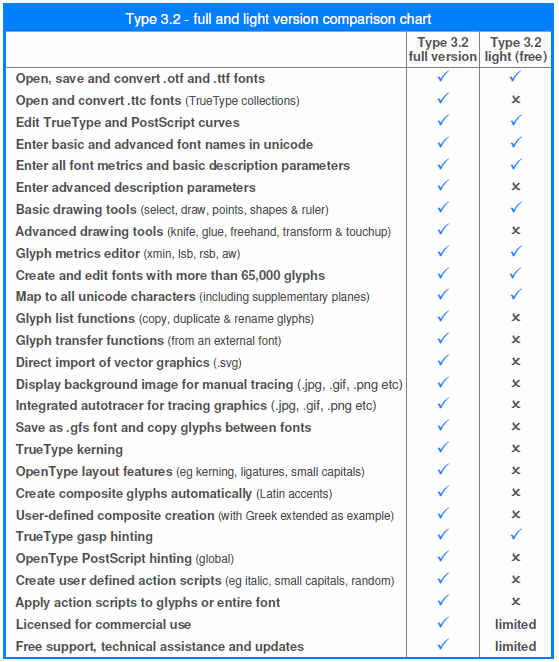 Type 3.2 - full and light version comparison chart
Type 3.2 full version
Type 3.2 light (free)
Open, save and convert .otf and .ttf fonts ✓ ✓
Open and convert .ttc fonts (TrueType collections) ✓ ×
Edit TrueType and PostScript curves ✓ ✓
Enter basic and advanced font names in unicode ✓ ✓
Enter all font metrics and basic description parameters ✓ ✓
Enter advanced description parameters ✓ ×
Basic drawing tools (select, draw, points, shapes & ruler) ✓ ✓
Advanced drawing tools (knife, glue, freehand, transform & touchup) ✓ ×
Glyph metrics editor (xmin, lsb, rsb, aw) ✓ ✓
Create and edit fonts with more than 65,000 glyphs ✓ ✓
Map to all unicode characters (including supplementary planes) ✓ ✓
Glyph list functions (copy, duplicate & rename glyphs) ✓ ×
Glyph transfer functions (from an external font) ✓ ×
Direct import of vector graphics (.svg) ✓ ×
Display background image for manual tracing (.jpg, .gif, .png etc) ✓ ×
Integrated autotracer for tracing graphics (.jpg, .gif, .png etc) ✓ ×
Save as .gfs font and copy glyphs between fonts ✓ ×
TrueType kerning ✓ ×
OpenType layout features (eg kerning, ligatures, small capitals) ✓ ×
Create composite glyphs automatically (Latin accents) ✓ ×
User-defined composite creation (with Greek extended as example) ✓ ×
TrueType gasp hinting ✓ ✓
OpenType PostScript hinting (global) ✓ ×
Create user defined action scripts (eg italic, small capitals, random) ✓ ×
Apply action scripts to glyphs or entire font ✓ ×
Licensed for commercial use ✓ limited
Free support, technical assistance and updates ✓ limited